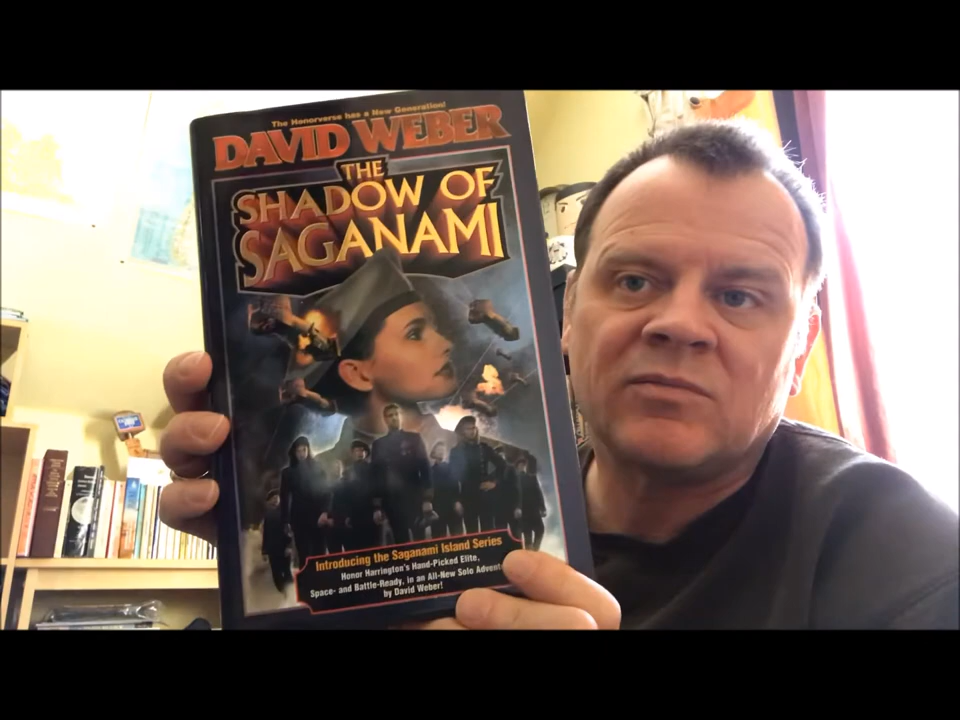 The Honorverse has a New Generation!
DAVID WEBER
THE
SHADOW OF
SAGANAMI
Introducing the Saganami Island Series
Honor Harrington's Hand-Picked Elite,
Space- and Battle-Ready, in an All-New Solo Advent
by David Weber!